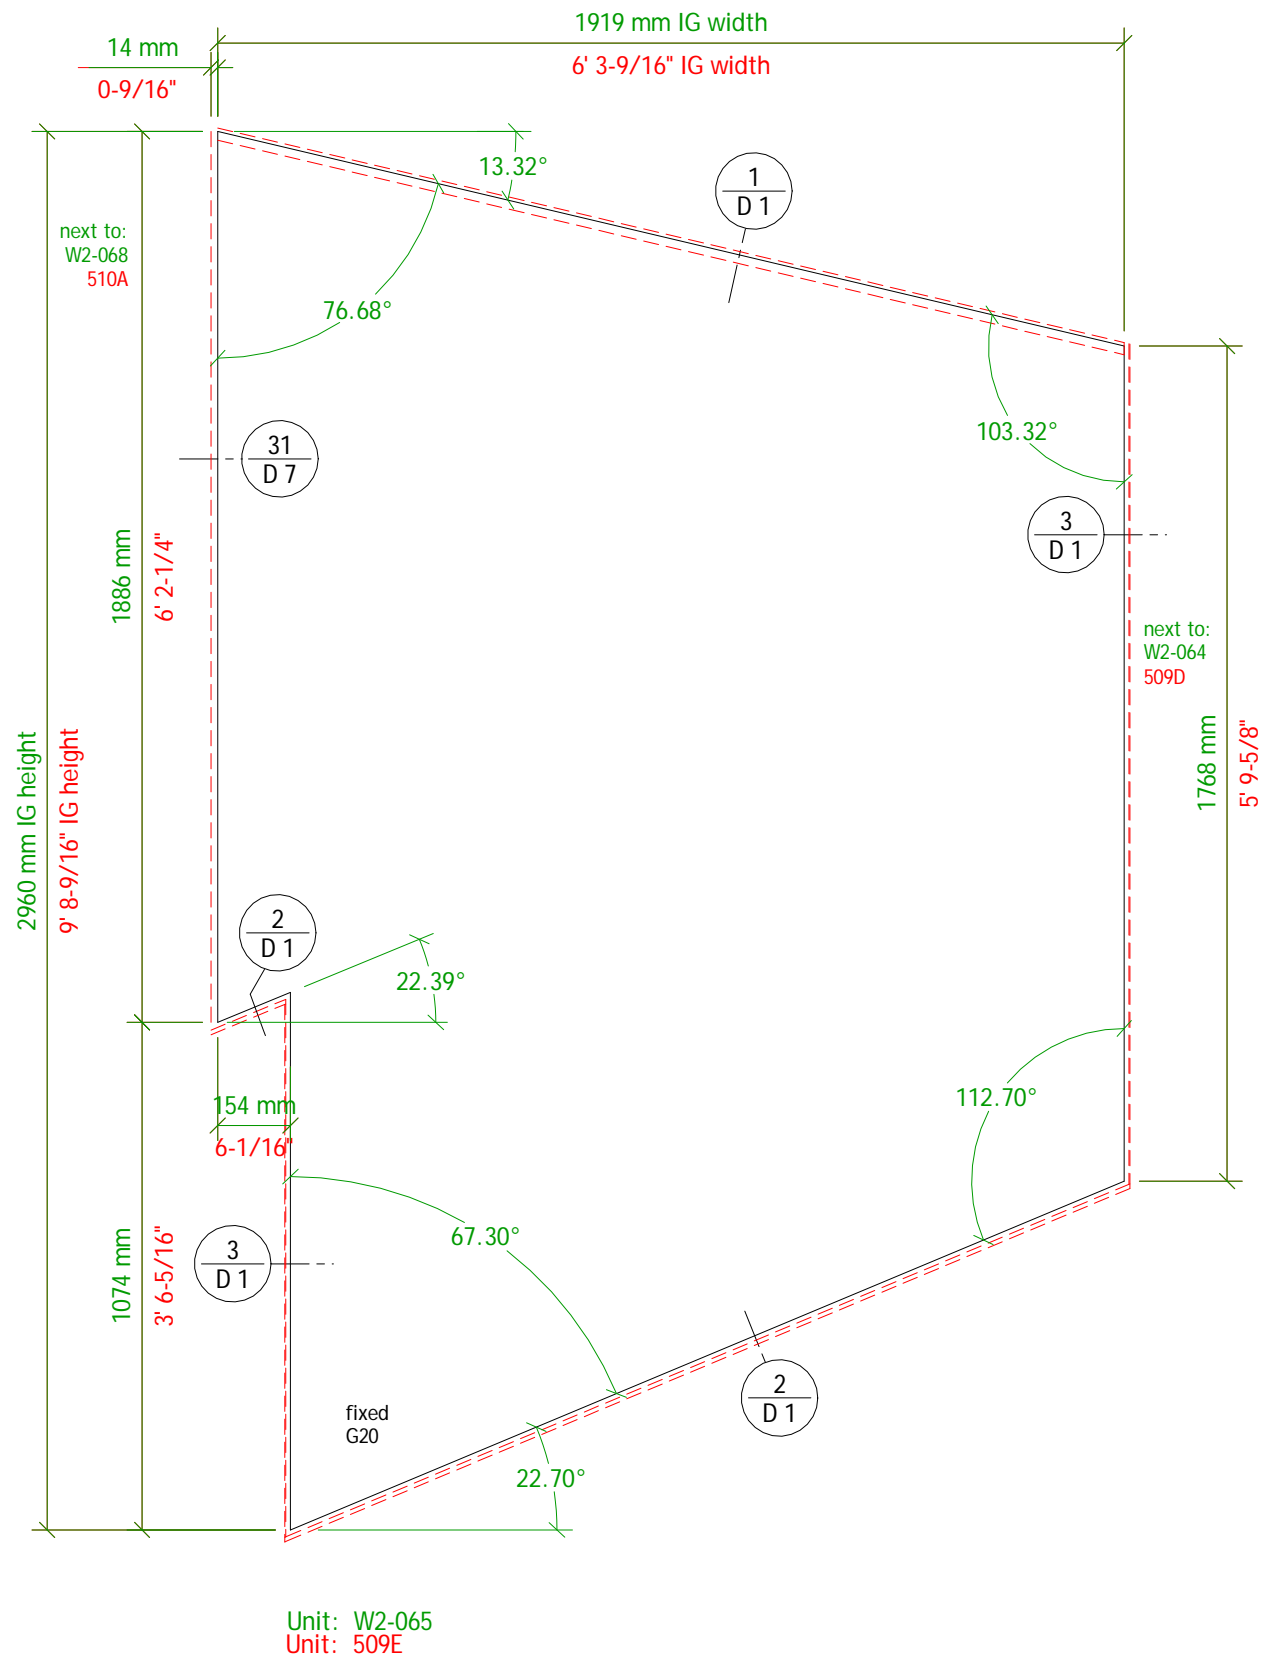 1919 mm IG width
14 mm
6' 3-9/16" IG width
0-9/16"
13.32°
1
D 1
next to:
W2-068
510A
76.68°
103.32°
31
D 7
3
D 1
1886 mm
6' 2-1/4"
next to:
W2-064
509D
1768 mm
5' 9-5/8"
2960 mm IG height
9' 8-9/16" IG height
2
D 1
22.39°
154 mm
6-1/16"
112.70°
67.30°
3
D 1
1074 mm
3' 6-5/16"
2
D 1
fixed
G20
22.70°
Unit: W2-065
Unit: 509E